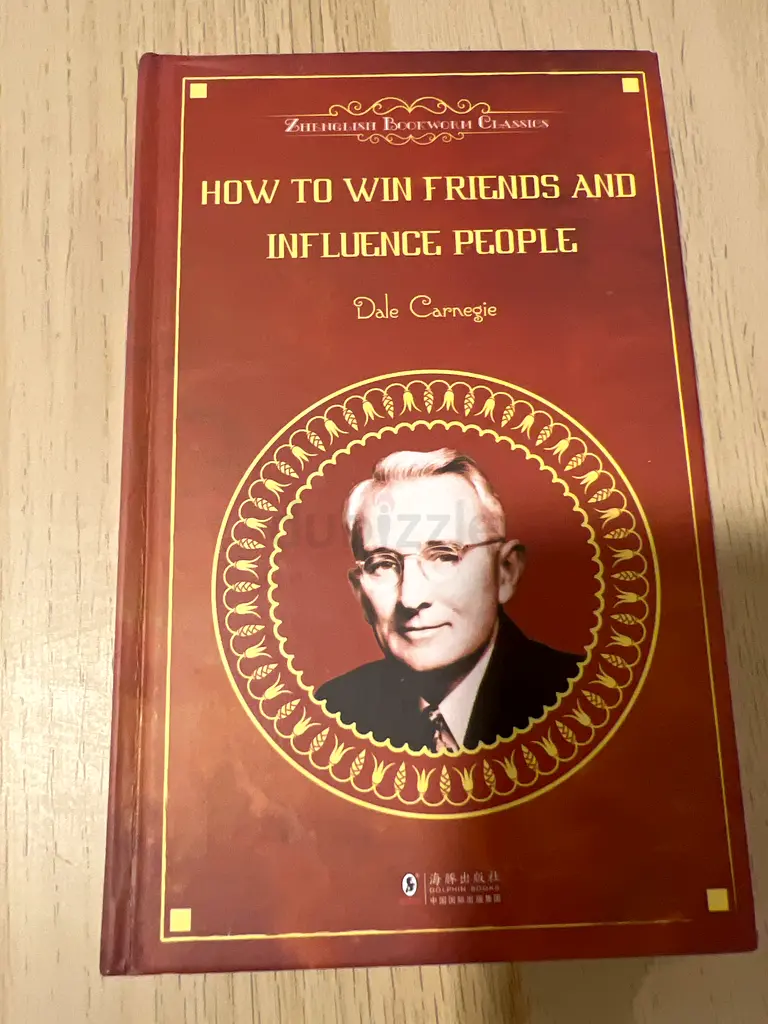 Zhenglish Bookworm Classics
HOW TO WIN FRIENDS AND
INFLUENCE PEOPLE
Dale Carnegie
dubizzle
海豚出版社
DOLPHIN BOOKS
中国国际出版集团